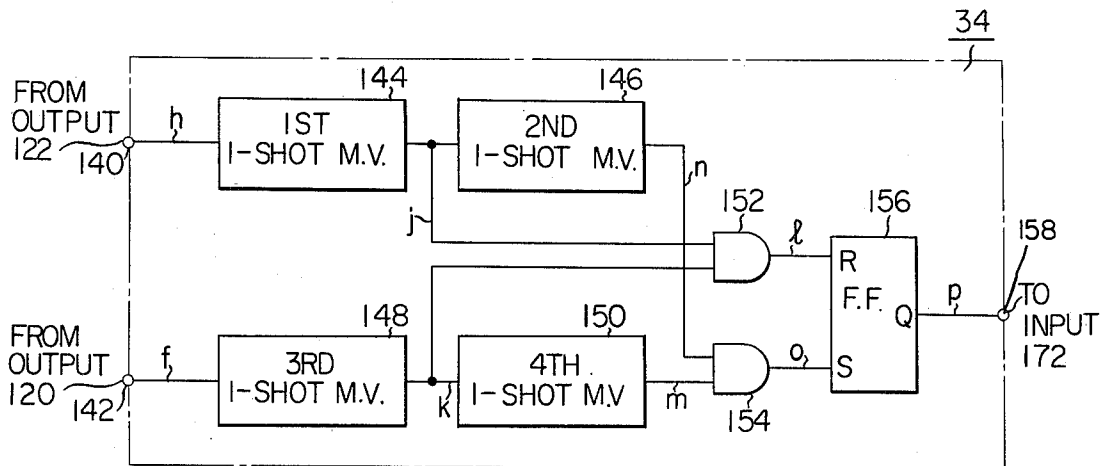 34
FROM
OUTPUT
122
140
h
144
1ST
1-SHOT M.V.
146
2ND
1-SHOT M.V.
j
n
152
l
156
R
F.F.
Q
S
158
p
TO
INPUT
172
FROM
OUTPUT
120
142
f
148
3RD
1-SHOT M.V.
k
150
4TH.
1-SHOT M.V
m
o
154